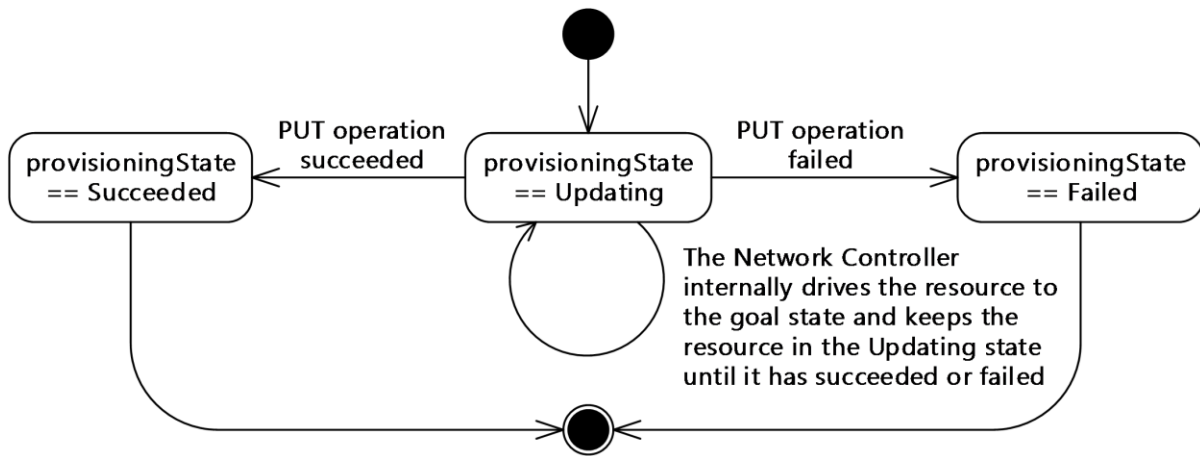 PUT operation
succeeded
PUT operation
failed
provisioningState
== Succeeded
provisioningState
== Updating
provisioningState
== Failed
The Network Controller
internally drives the resource to
the goal state and keeps the
resource in the Updating state
until it has succeeded or failed